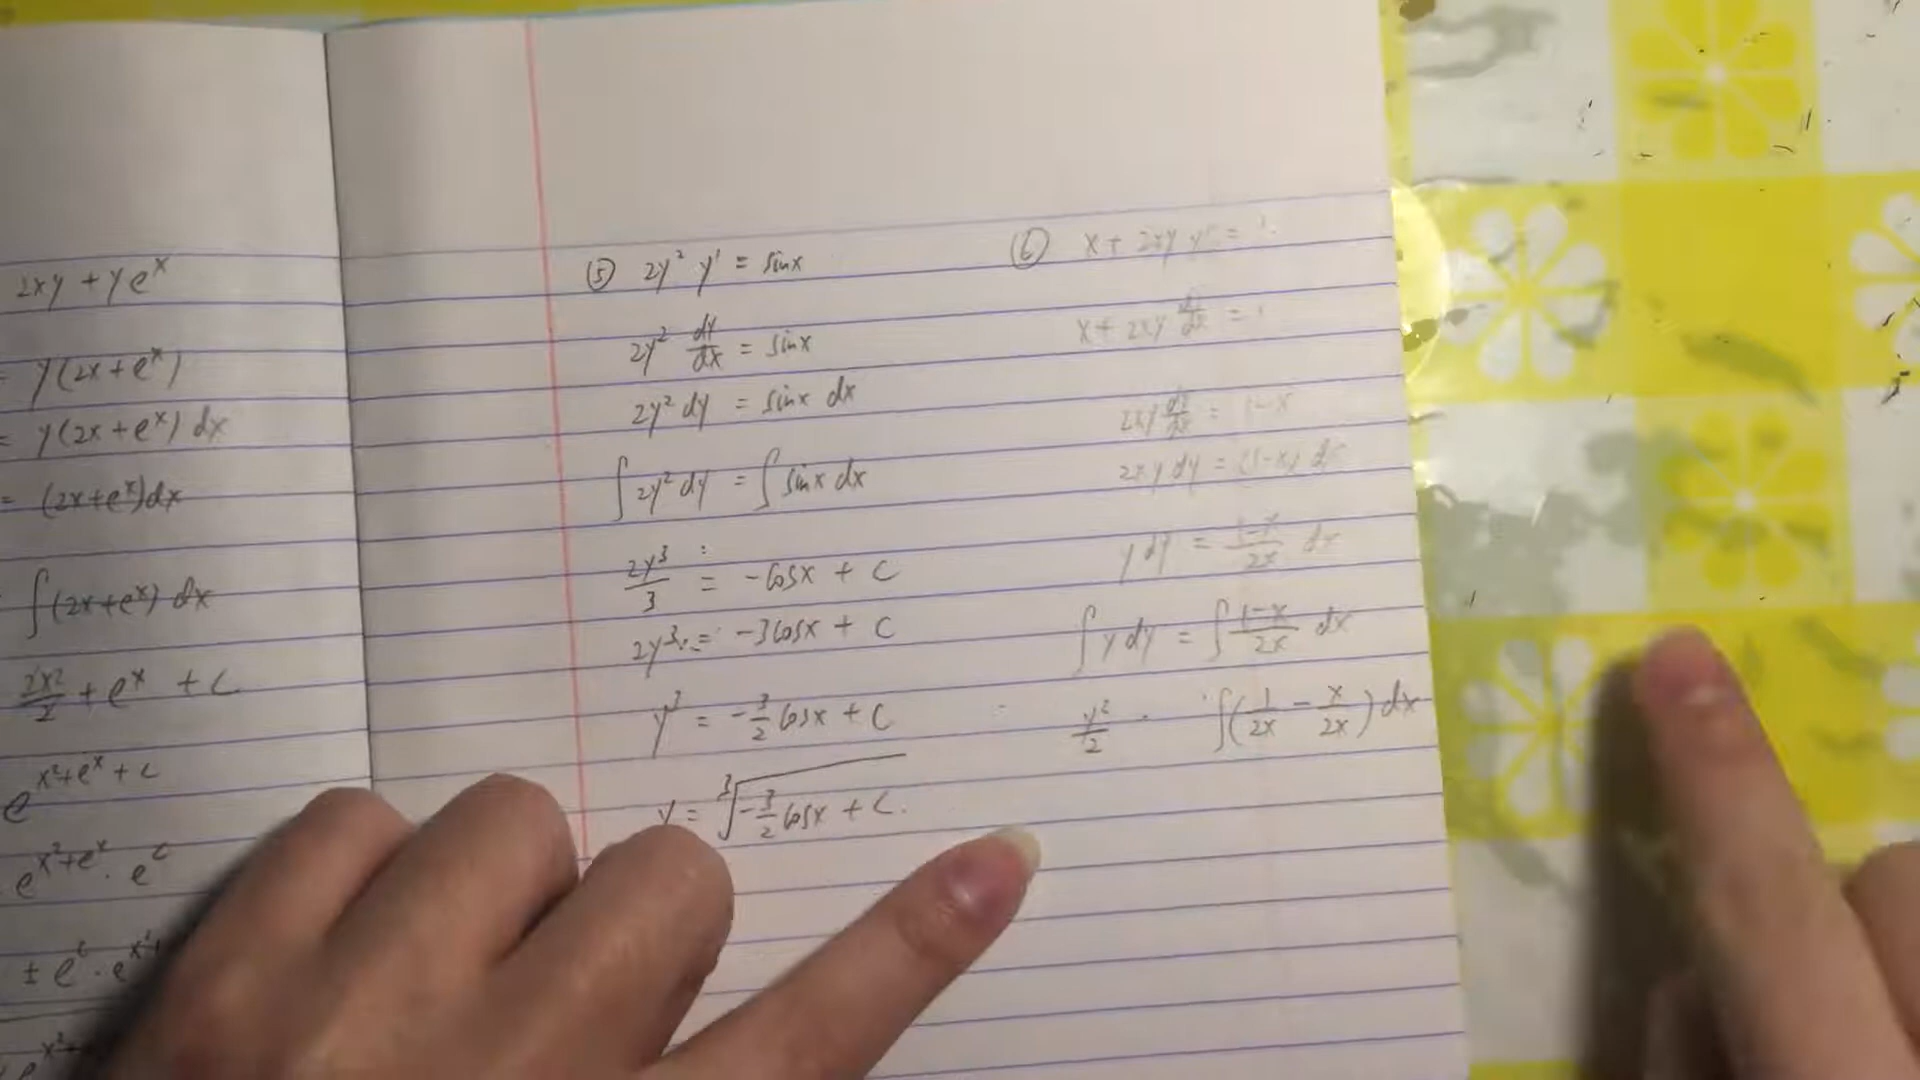 2xy + ye^x
= y(2x+e^x)
= y(2x+e^x) dx
= (2x+e^x)dx
∫(2x+e^x) dx
2x²/2 + e^x + C
e^(x²+e^x+C)
e^(x²+e^x) · e^C
± e^C · e^x²
⑤ 2y² y' = sinx
2y² dy/dx = sinx
2y² dy = sinx dx
∫2y² dy = ∫sinx dx
2y³/3 = -cosx + C
2y³ = -3cosx + C
y³ = -3/2 cosx + C
y = ∛(-3/2 cosx + C).
⑥ x + 2xy y' =
x + 2xy dy/dx =
2xy dy/dx = 1-x
2xy dy = (1-x) dx
y dy = (1-x)/2x dx
∫y dy = ∫(1-x)/2x dx
y²/2 ∫(1/2x - x/2x) dx